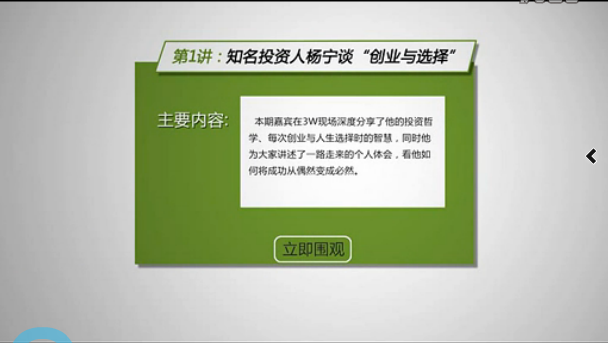 第1讲：知名投资人杨宁谈“创业与选择”
主要内容:
本期嘉宾在3W现场深度分享了他的投资哲
学、每次创业与人生选择时的智慧，同时他
为大家讲述了一路走来的个人体会，看他如
何将成功从偶然变成必然。
立即围观